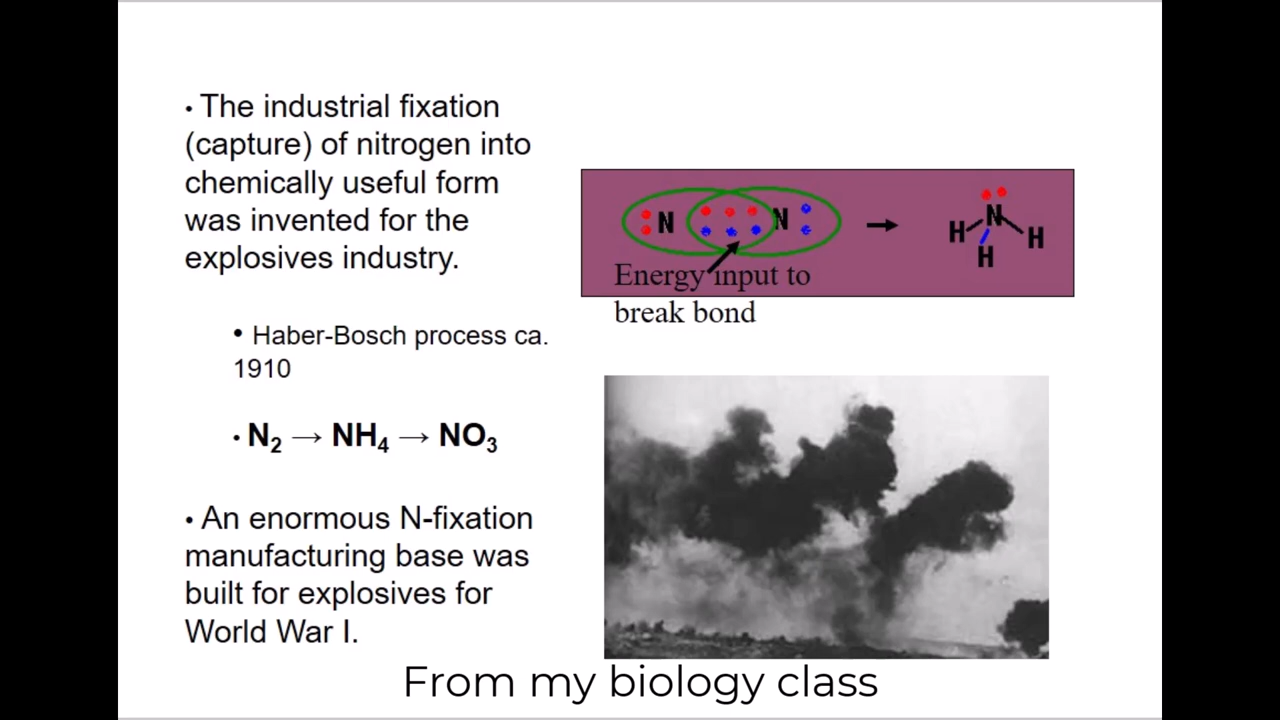 • The industrial fixation
(capture) of nitrogen into
chemically useful form
was invented for the
explosives industry.
• Haber-Bosch process ca.
1910
• N₂ → NH₄ → NO₃
• An enormous N-fixation
manufacturing base was
built for explosives for
World War I.
N N → N
H H
H
Energy input to
break bond
From my biology class